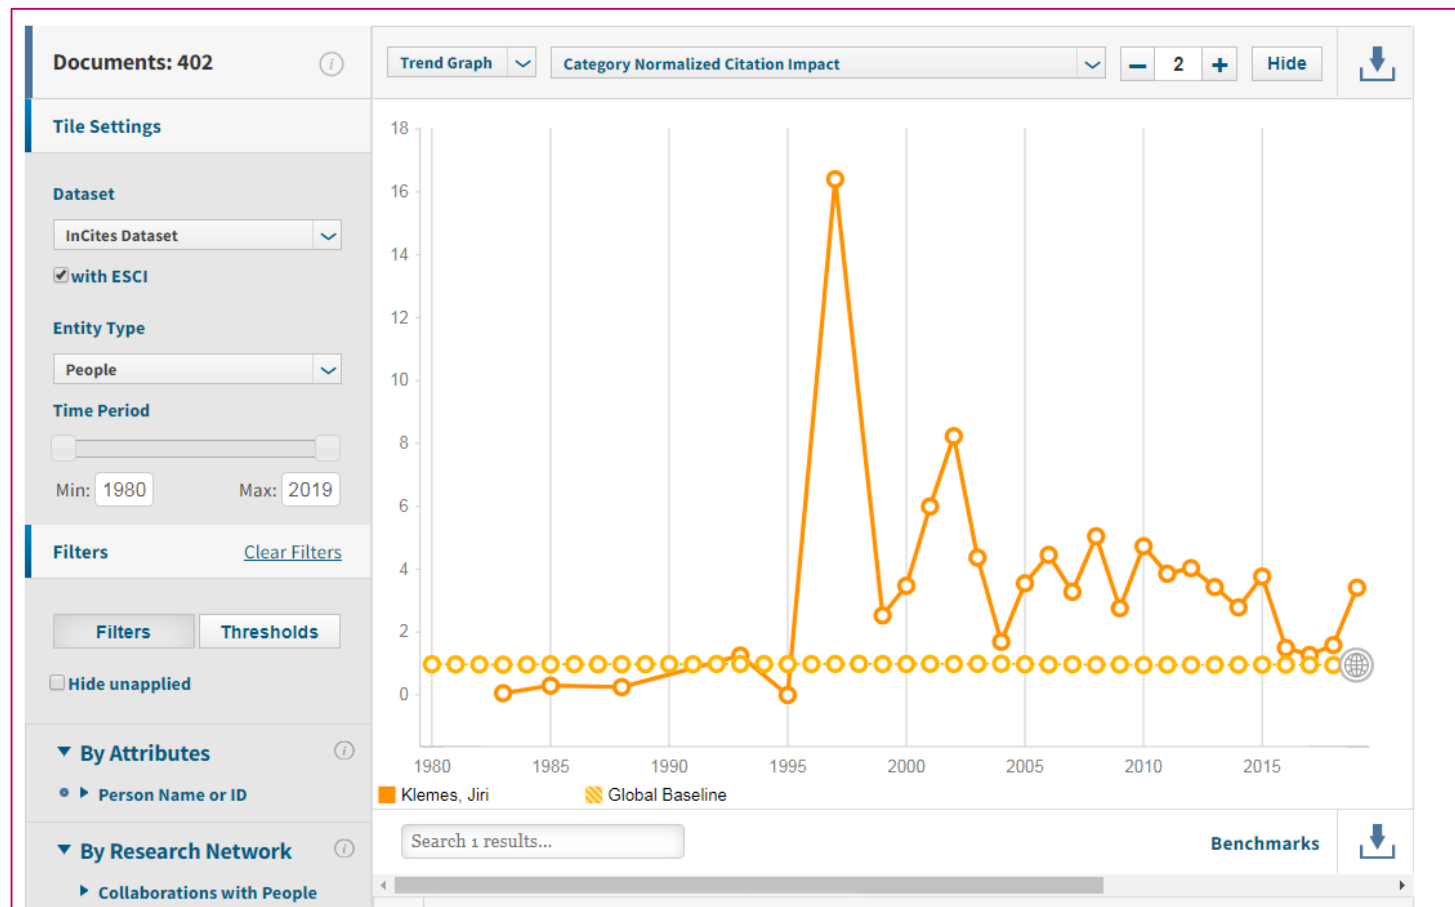 Documents: 402
Trend Graph
Category Normalized Citation Impact
2
Hide
Tile Settings
Dataset
InCites Dataset
with ESCI
Entity Type
People
Time Period
Min: 1980 Max: 2019
Filters Clear Filters
Filters Thresholds
Hide unapplied
By Attributes
Person Name or ID
By Research Network
Collaborations with People
18
16
14
12
10
8
6
4
2
0
1980 1985 1990 1995 2000 2005 2010 2015
Klemes, Jiri Global Baseline
Search 1 results...
Benchmarks